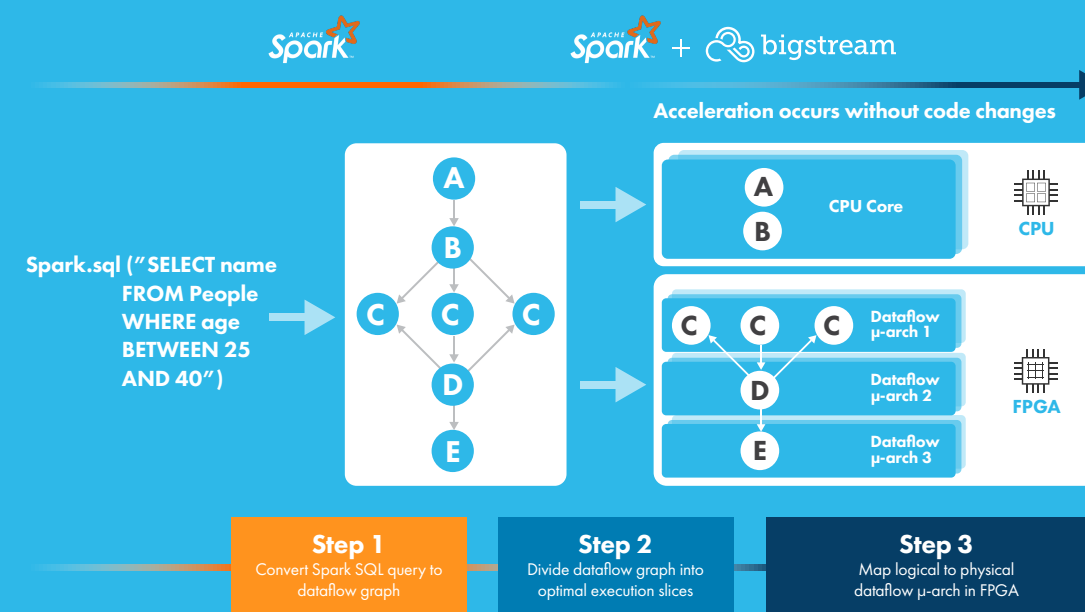 APACHE
Spark
APACHE
Spark + bigstream
Acceleration occurs without code changes
Spark.sql ("SELECT name
FROM People
WHERE age
BETWEEN 25
AND 40")
A
B
C C C
D
E
A
B
CPU Core
CPU
C C C
Dataflow
μ-arch 1
D
Dataflow
μ-arch 2
E
Dataflow
μ-arch 3
FPGA
Step 1
Convert Spark SQL query to
dataflow graph
Step 2
Divide dataflow graph into
optimal execution slices
Step 3
Map logical to physical
dataflow μ-arch in FPGA